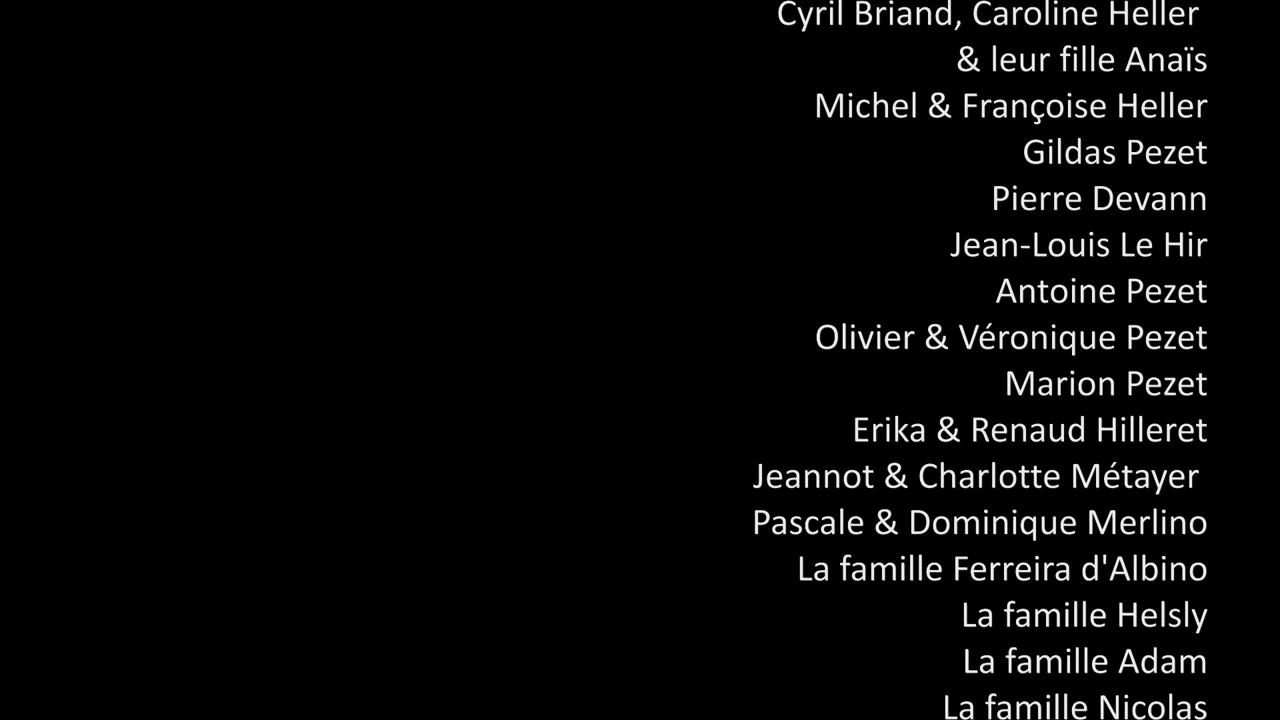 Cyril Briand, Caroline Heller
& leur fille Anaïs
Michel & Françoise Heller
Gildas Pezet
Pierre Devann
Jean-Louis Le Hir
Antoine Pezet
Olivier & Véronique Pezet
Marion Pezet
Erika & Renaud Hilleret
Jeannot & Charlotte Métayer
Pascale & Dominique Merlino
La famille Ferreira d'Albino
La famille Helsly
La famille Adam
La famille Nicolas